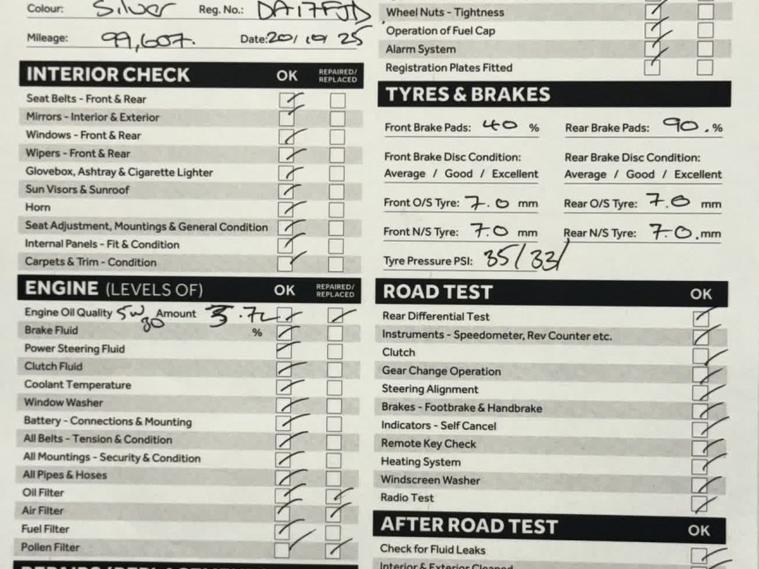 Colour: Silver Reg. No.: DA17FJD
Mileage: 99,607. Date: 20/10/25
INTERIOR CHECK OK REPAIRED/ REPLACED
Seat Belts - Front & Rear
Mirrors - Interior & Exterior
Windows - Front & Rear
Wipers - Front & Rear
Glovebox, Ashtray & Cigarette Lighter
Sun Visors & Sunroof
Horn
Seat Adjustment, Mountings & General Condition
Internal Panels - Fit & Condition
Carpets & Trim - Condition
ENGINE (LEVELS OF) OK REPAIRED/ REPLACED
Engine Oil Quality 5w30 Amount 3.7L
Brake Fluid %
Power Steering Fluid
Clutch Fluid
Coolant Temperature
Window Washer
Battery - Connections & Mounting
All Belts - Tension & Condition
All Mountings - Security & Condition
All Pipes & Hoses
Oil Filter
Air Filter
Fuel Filter
Pollen Filter
Wheel Nuts - Tightness
Operation of Fuel Cap
Alarm System
Registration Plates Fitted
TYRES & BRAKES
Front Brake Pads: 40 % Rear Brake Pads: 90. %
Front Brake Disc Condition: Rear Brake Disc Condition:
Average / Good / Excellent Average / Good / Excellent
Front O/S Tyre: 7.0 mm Rear O/S Tyre: 7.0 mm
Front N/S Tyre: 7.0 mm Rear N/S Tyre: 7.0. mm
Tyre Pressure PSI: 35/33/
ROAD TEST OK
Rear Differential Test
Instruments - Speedometer, Rev Counter etc.
Clutch
Gear Change Operation
Steering Alignment
Brakes - Footbrake & Handbrake
Indicators - Self Cancel
Remote Key Check
Heating System
Windscreen Washer
Radio Test
AFTER ROAD TEST OK
Check for Fluid Leaks
Interior & Exterior Cleaned